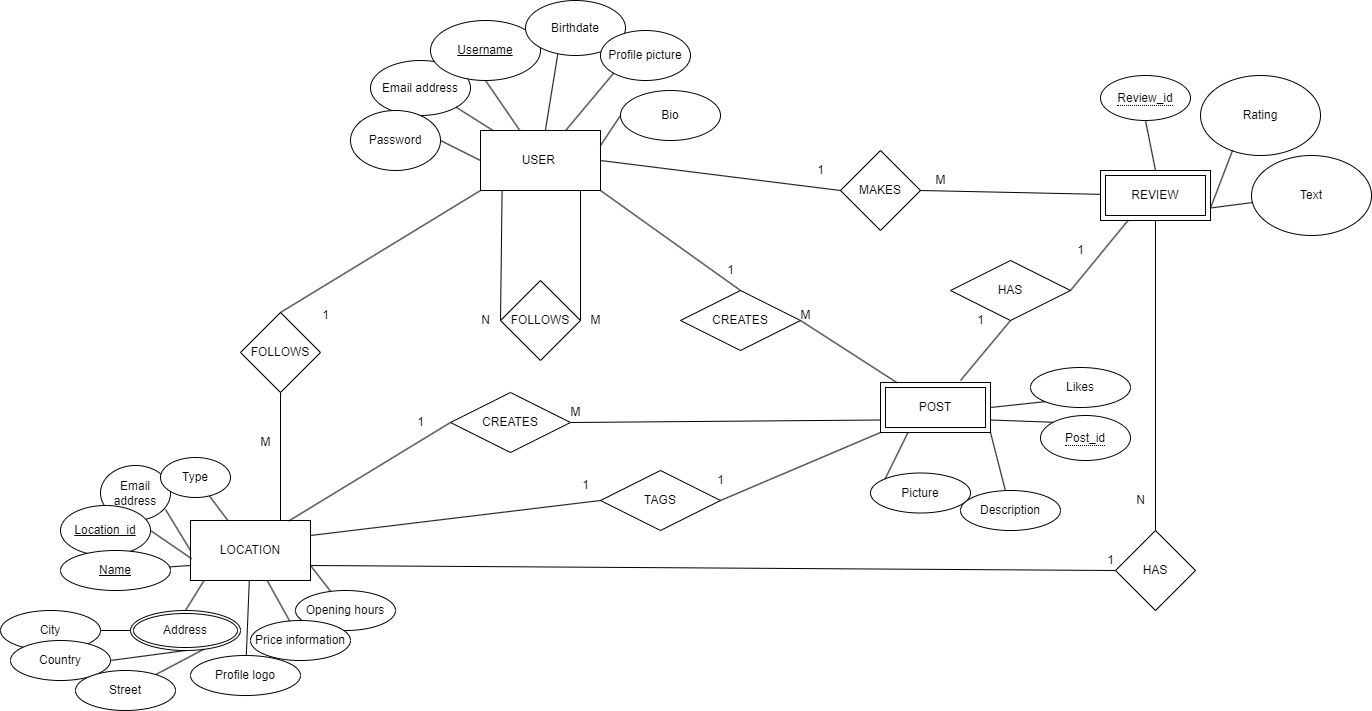 Birthdate
Username
Profile picture
Email address
Bio
Password
USER
Review_id
Rating
Text
REVIEW
1
MAKES
M
1
HAS
1
1
CREATES
M
N
FOLLOWS
M
1
FOLLOWS
M
1
CREATES
M
POST
Likes
Post_id
Picture
Description
1
TAGS
1
N
1
HAS
Type
Email
address
Location_id
Name
LOCATION
Opening hours
Price information
Profile logo
Address
City
Country
Street